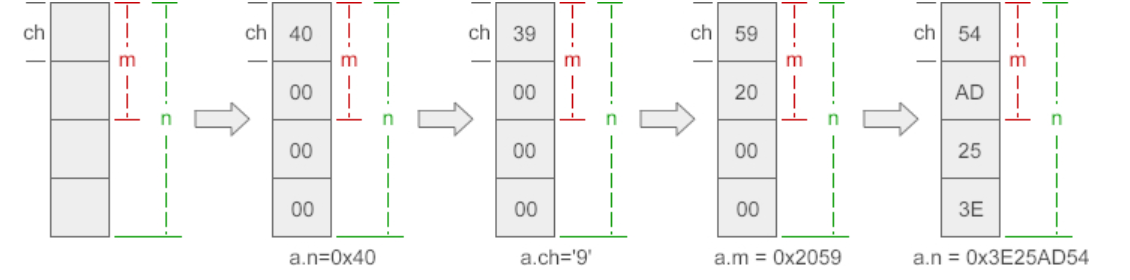 ch
m
n
ch
40
00
00
00
m
n
a.n=0x40
ch
39
00
00
00
m
n
a.ch='9'
ch
59
20
00
00
m
n
a.m = 0x2059
ch
54
AD
25
3E
m
n
a.n = 0x3E25AD54